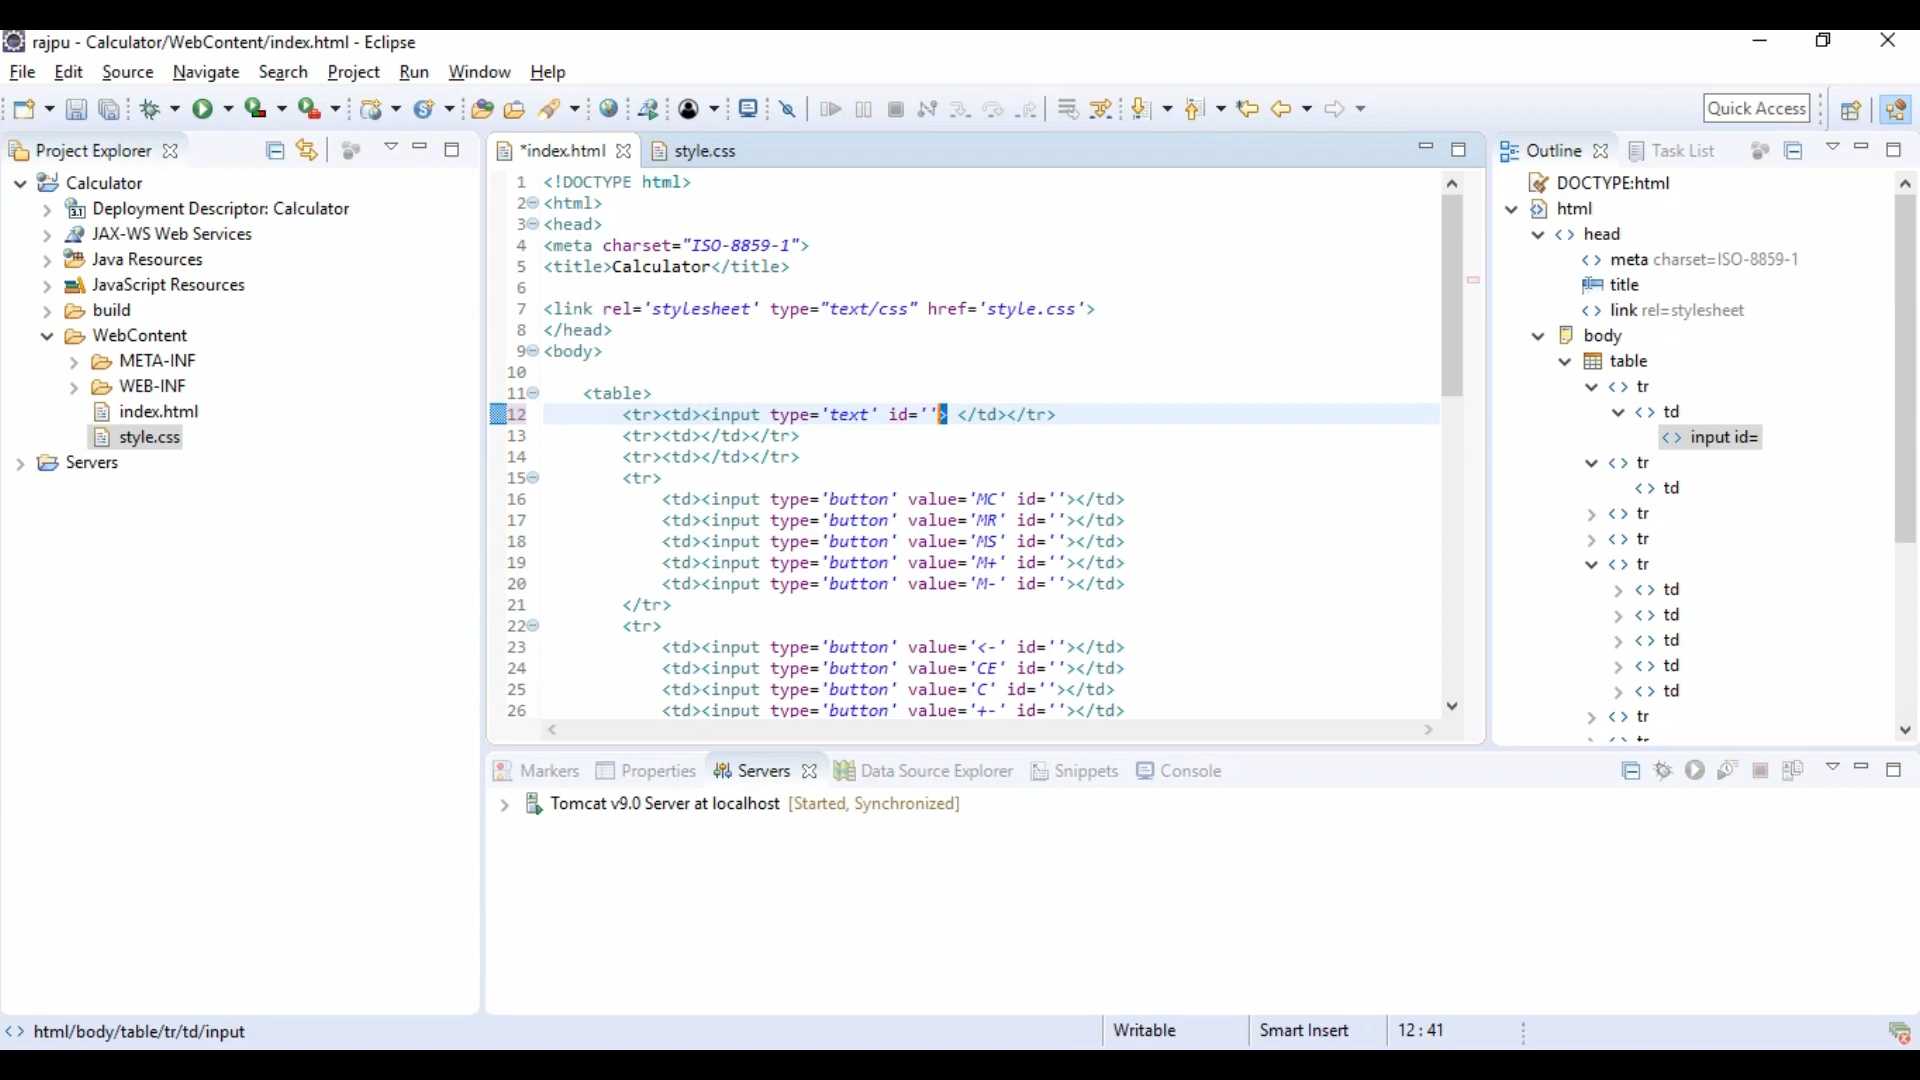 rajpu - Calculator/WebContent/index.html - Eclipse
File Edit Source Navigate Search Project Run Window Help
Quick Access
Project Explorer
Calculator
3.1 Deployment Descriptor: Calculator
JAX-WS Web Services
Java Resources
JavaScript Resources
build
WebContent
META-INF
WEB-INF
index.html
style.css
Servers
*index.html style.css
1 <!DOCTYPE html>
2 <html>
3 <head>
4 <meta charset="ISO-8859-1">
5 <title>Calculator</title>
6
7 <link rel='stylesheet' type="text/css" href='style.css'>
8 </head>
9 <body>
10
11 <table>
12 <tr><td><input type='text' id=''> </td></tr>
13 <tr><td></td></tr>
14 <tr><td></td></tr>
15 <tr>
16 <td><input type='button' value='MC' id=''></td>
17 <td><input type='button' value='MR' id=''></td>
18 <td><input type='button' value='MS' id=''></td>
19 <td><input type='button' value='M+' id=''></td>
20 <td><input type='button' value='M-' id=''></td>
21 </tr>
22 <tr>
23 <td><input type='button' value='<-' id=''></td>
24 <td><input type='button' value='CE' id=''></td>
25 <td><input type='button' value='C' id=''></td>
26 <td><input type='button' value='+-' id=''></td>
Outline Task List
DOCTYPE:html
html
head
meta charset=ISO-8859-1
title
link rel=stylesheet
body
table
tr
td
input id=
tr
td
tr
tr
tr
td
td
td
td
td
tr
tr
Markers Properties Servers Data Source Explorer Snippets Console
Tomcat v9.0 Server at localhost [Started, Synchronized]
html/body/table/tr/td/input
Writable Smart Insert 12 : 41